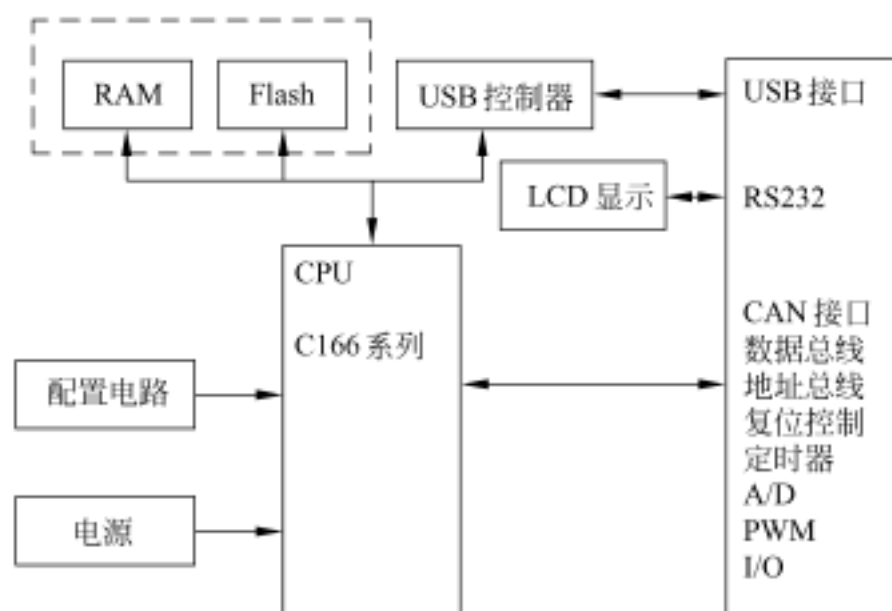 RAM
Flash
USB 控制器
USB 接口
LCD 显示
RS232
CPU
C166 系列
CAN 接口
数据总线
地址总线
复位控制
定时器
A/D
PWM
I/O
配置电路
电源